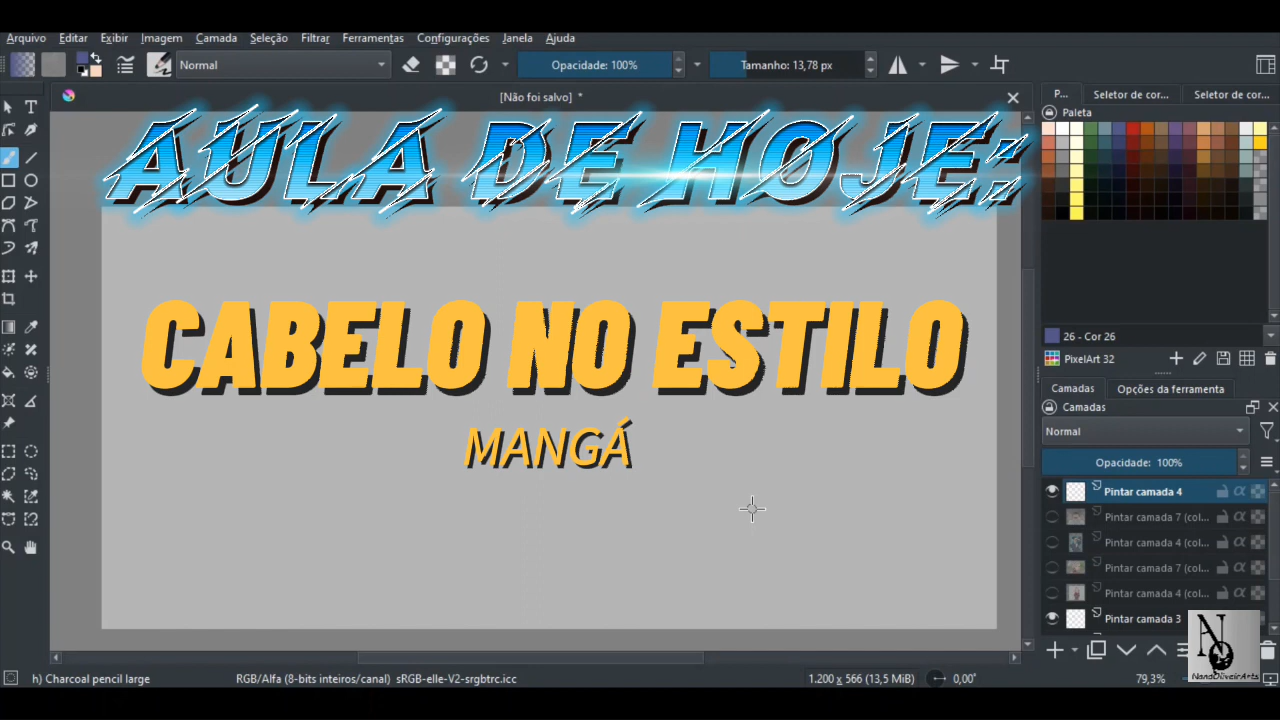 Arquivo Editar Exibir Imagem Camada Seleção Filtrar Ferramentas Configurações Janela Ajuda
Normal Opacidade: 100% Tamanho: 13,78 px
[Não foi salvo] *
P... Seletor de cor... Seletor de cor...
Paleta
AULA DE HOJE:
CABELO NO ESTILO
MANGÁ
26 - Cor 26
PixelArt 32
Camadas Opções da ferramenta
Camadas
Normal
Opacidade: 100%
Pintar camada 4
Pintar camada 7 (col...
Pintar camada 4 (col...
Pintar camada 7 (col...
Pintar camada 4 (col...
Pintar camada 3
NandOliveirArts
h) Charcoal pencil large RGB/Alfa (8-bits inteiros/canal) sRGB-elle-V2-srgbtrc.icc 1.200 x 566 (13,5 MiB) 0,00° 79,3%